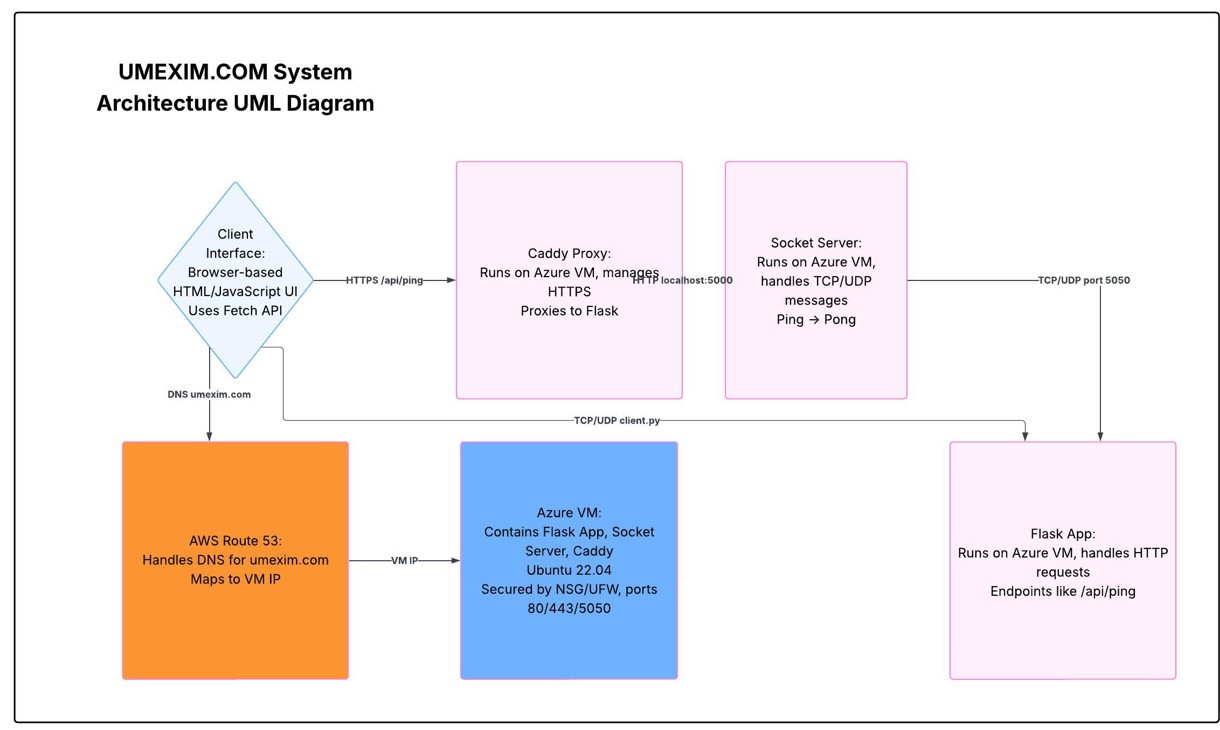 UMEXIM.COM System
Architecture UML Diagram
Client
Interface:
Browser-based
HTML/JavaScript UI
Uses Fetch API
HTTPS /api/ping
Caddy Proxy:
Runs on Azure VM, manages
HTTPS
Proxies to Flask
HTTP localhost:5000
Socket Server:
Runs on Azure VM,
handles TCP/UDP
messages
Ping → Pong
TCP/UDP port 5050
DNS umexim.com
TCP/UDP client.py
AWS Route 53:
Handles DNS for umexim.com
Maps to VM IP
VM IP
Azure VM:
Contains Flask App, Socket
Server, Caddy
Ubuntu 22.04
Secured by NSG/UFW, ports
80/443/5050
Flask App:
Runs on Azure VM, handles HTTP
requests
Endpoints like /api/ping